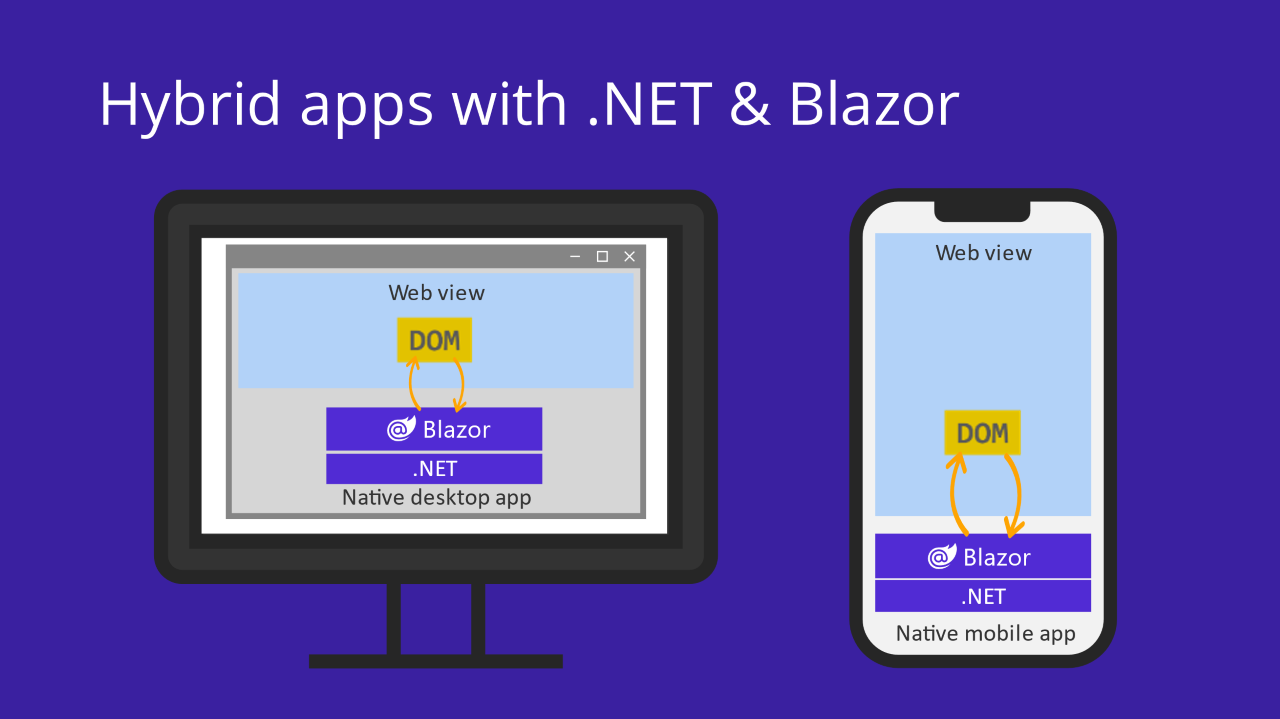 Hybrid apps with .NET & Blazor
Web view
DOM
Blazor
.NET
Native desktop app
Web view
DOM
Blazor
.NET
Native mobile app